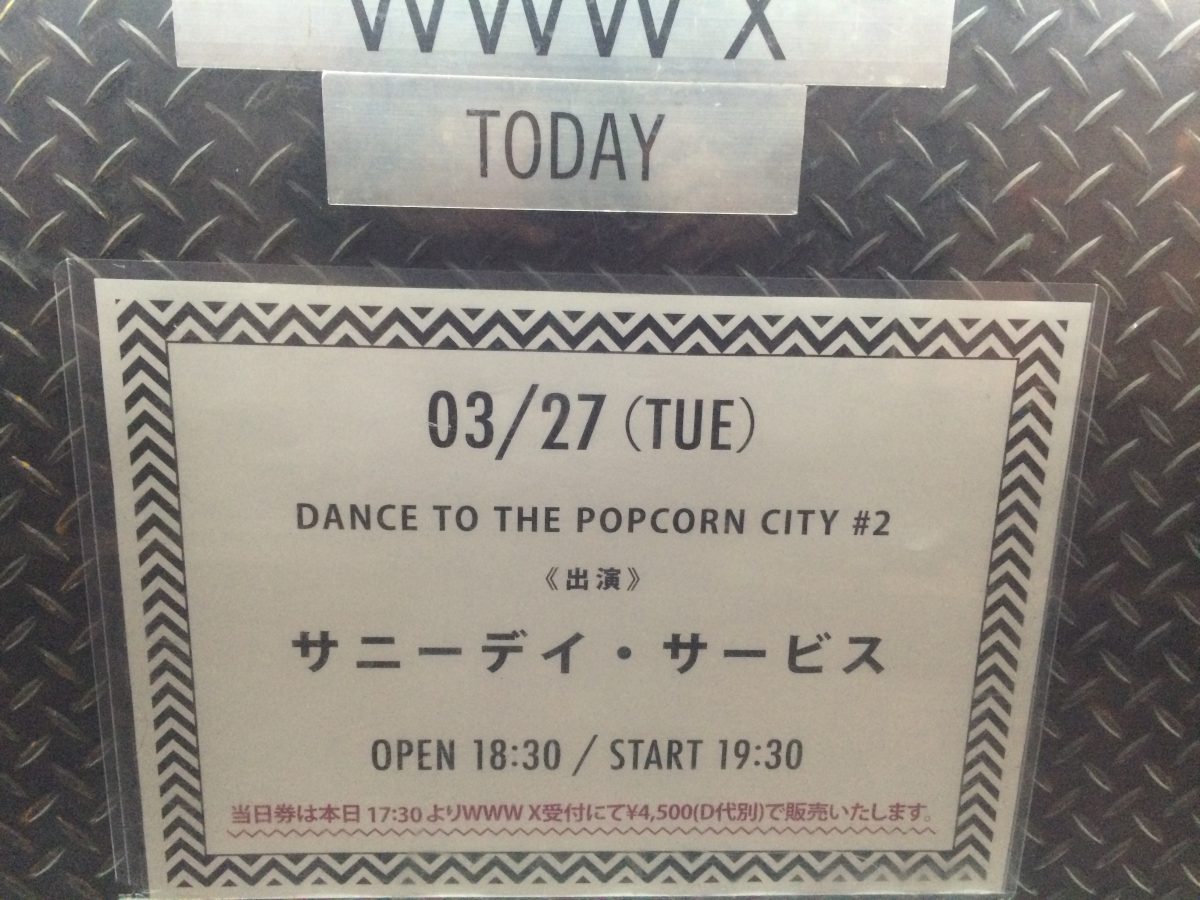 WWW X
TODAY
03/27 (TUE)
DANCE TO THE POPCORN CITY #2
《出演》
サニーデイ・サービス
OPEN 18:30 / START 19:30
当日券は本日 17:30 よりWWW X受付にて¥4,500(D代別)で販売いたします。